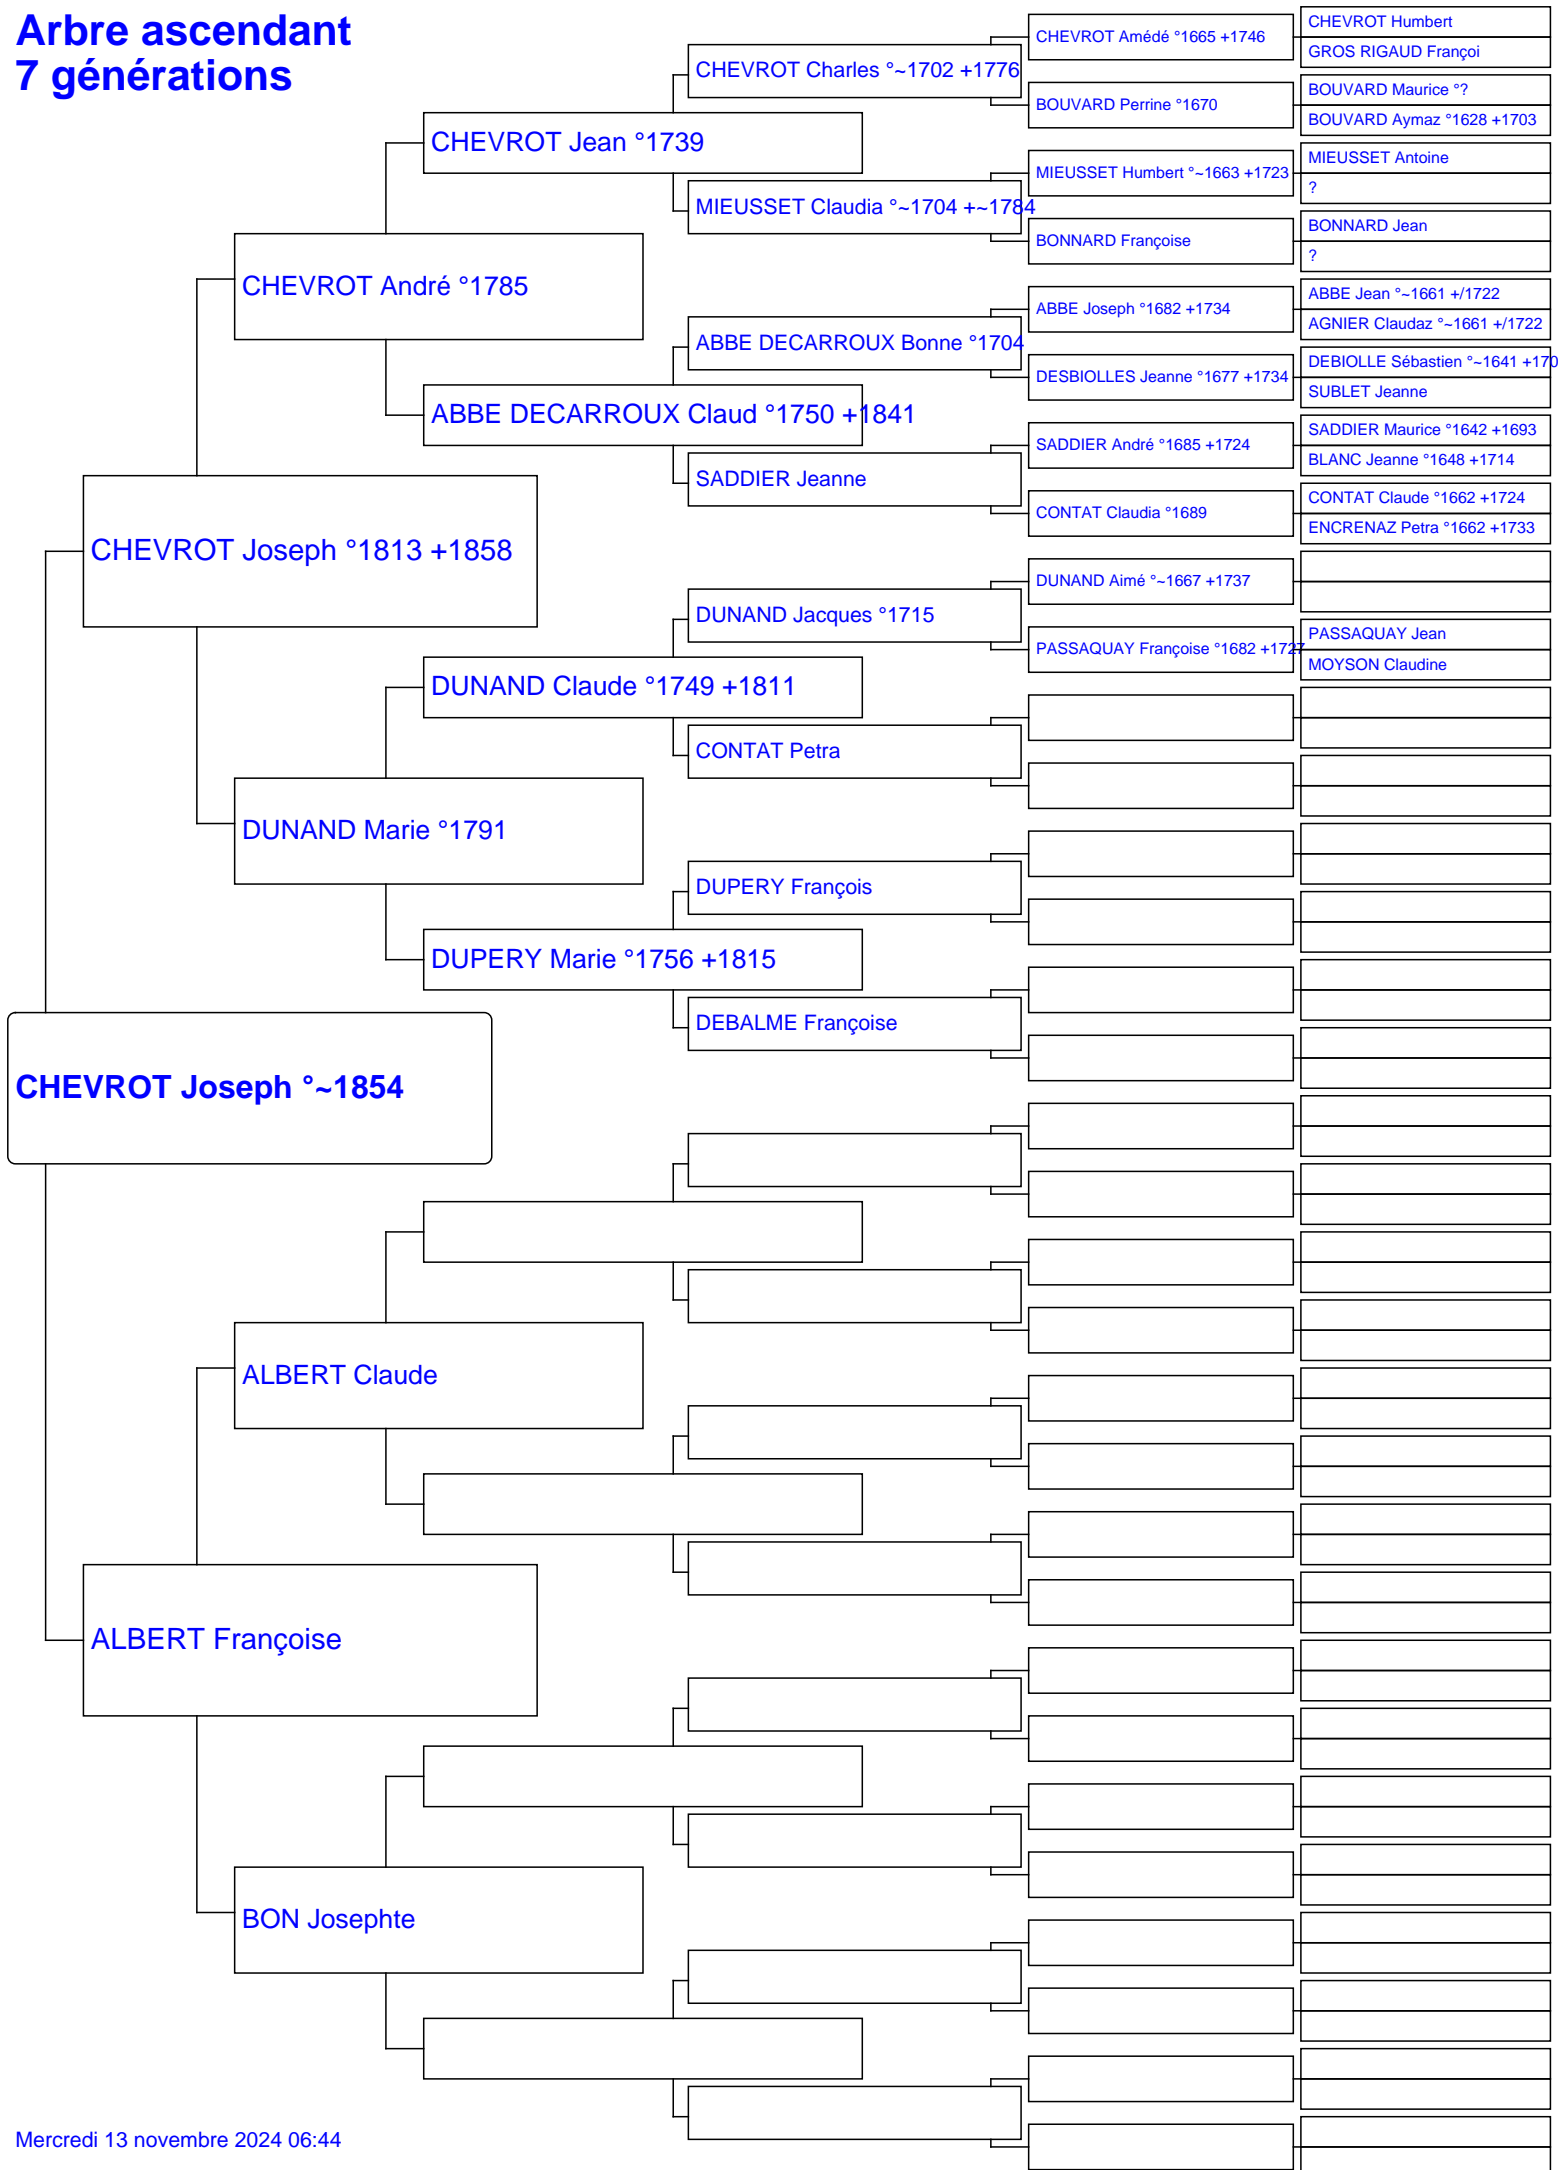 Arbre ascendant
7 générations
CHEVROT Joseph °~1854
CHEVROT Joseph °1813 +1858
ALBERT Françoise
CHEVROT André °1785
DUNAND Marie °1791
ALBERT Claude
BON Josephte
CHEVROT Jean °1739
ABBE DECARROUX Claud °1750 +1841
DUNAND Claude °1749 +1811
DUPERY Marie °1756 +1815
CHEVROT Charles °~1702 +1776
MIEUSSET Claudia °~1704 +~1784
ABBE DECARROUX Bonne °1704
SADDIER Jeanne
DUNAND Jacques °1715
CONTAT Petra
DUPERY François
DEBALME Françoise
CHEVROT Amédé °1665 +1746
BOUVARD Perrine °1670
MIEUSSET Humbert °~1663 +1723
BONNARD Françoise
ABBE Joseph °1682 +1734
DESBIOLLES Jeanne °1677 +1734
SADDIER André °1685 +1724
CONTAT Claudia °1689
DUNAND Aimé °~1667 +1737
PASSAQUAY Françoise °1682 +1727
CHEVROT Humbert
GROS RIGAUD Françoi
BOUVARD Maurice °?
BOUVARD Aymaz °1628 +1703
MIEUSSET Antoine
?
BONNARD Jean
?
ABBE Jean °~1661 +/1722
AGNIER Claudaz °~1661 +/1722
DEBIOLLE Sébastien °~1641 +170
SUBLET Jeanne
SADDIER Maurice °1642 +1693
BLANC Jeanne °1648 +1714
CONTAT Claude °1662 +1724
ENCRENAZ Petra °1662 +1733
PASSAQUAY Jean
MOYSON Claudine
Mercredi 13 novembre 2024 06:44